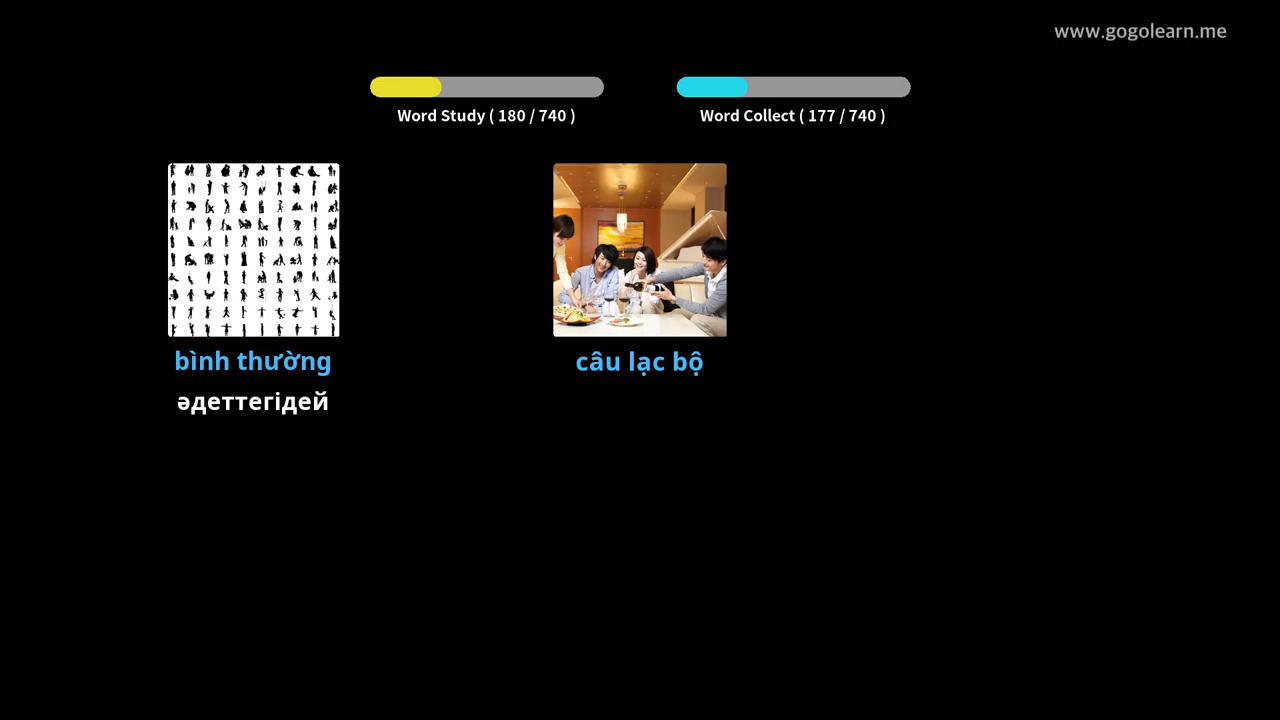 www.gogolearn.me
Word Study ( 180 / 740 )
Word Collect ( 177 / 740 )
bình thường
әдеттегідей
câu lạc bộ